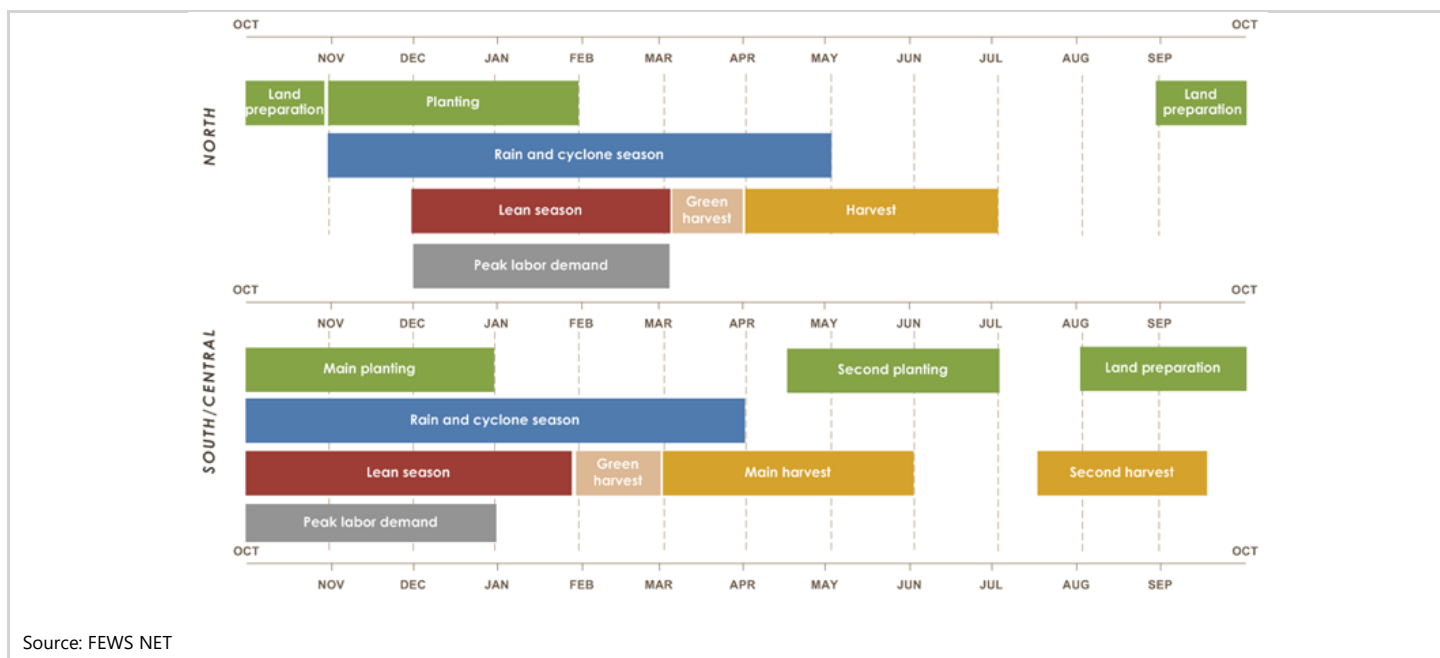 OCT OCT
NOV DEC JAN FEB MAR APR MAY JUN JUL AUG SEP
NORTH
Land
preparation
Planting
Land
preparation
Rain and cyclone season
Lean season
Green
harvest
Harvest
Peak labor demand
OCT OCT
NOV DEC JAN FEB MAR APR MAY JUN JUL AUG SEP
SOUTH/CENTRAL
Main planting
Second planting
Land preparation
Rain and cyclone season
Lean season
Green
harvest
Main harvest
Second harvest
Peak labor demand
OCT OCT
NOV DEC JAN FEB MAR APR MAY JUN JUL AUG SEP
Source: FEWS NET